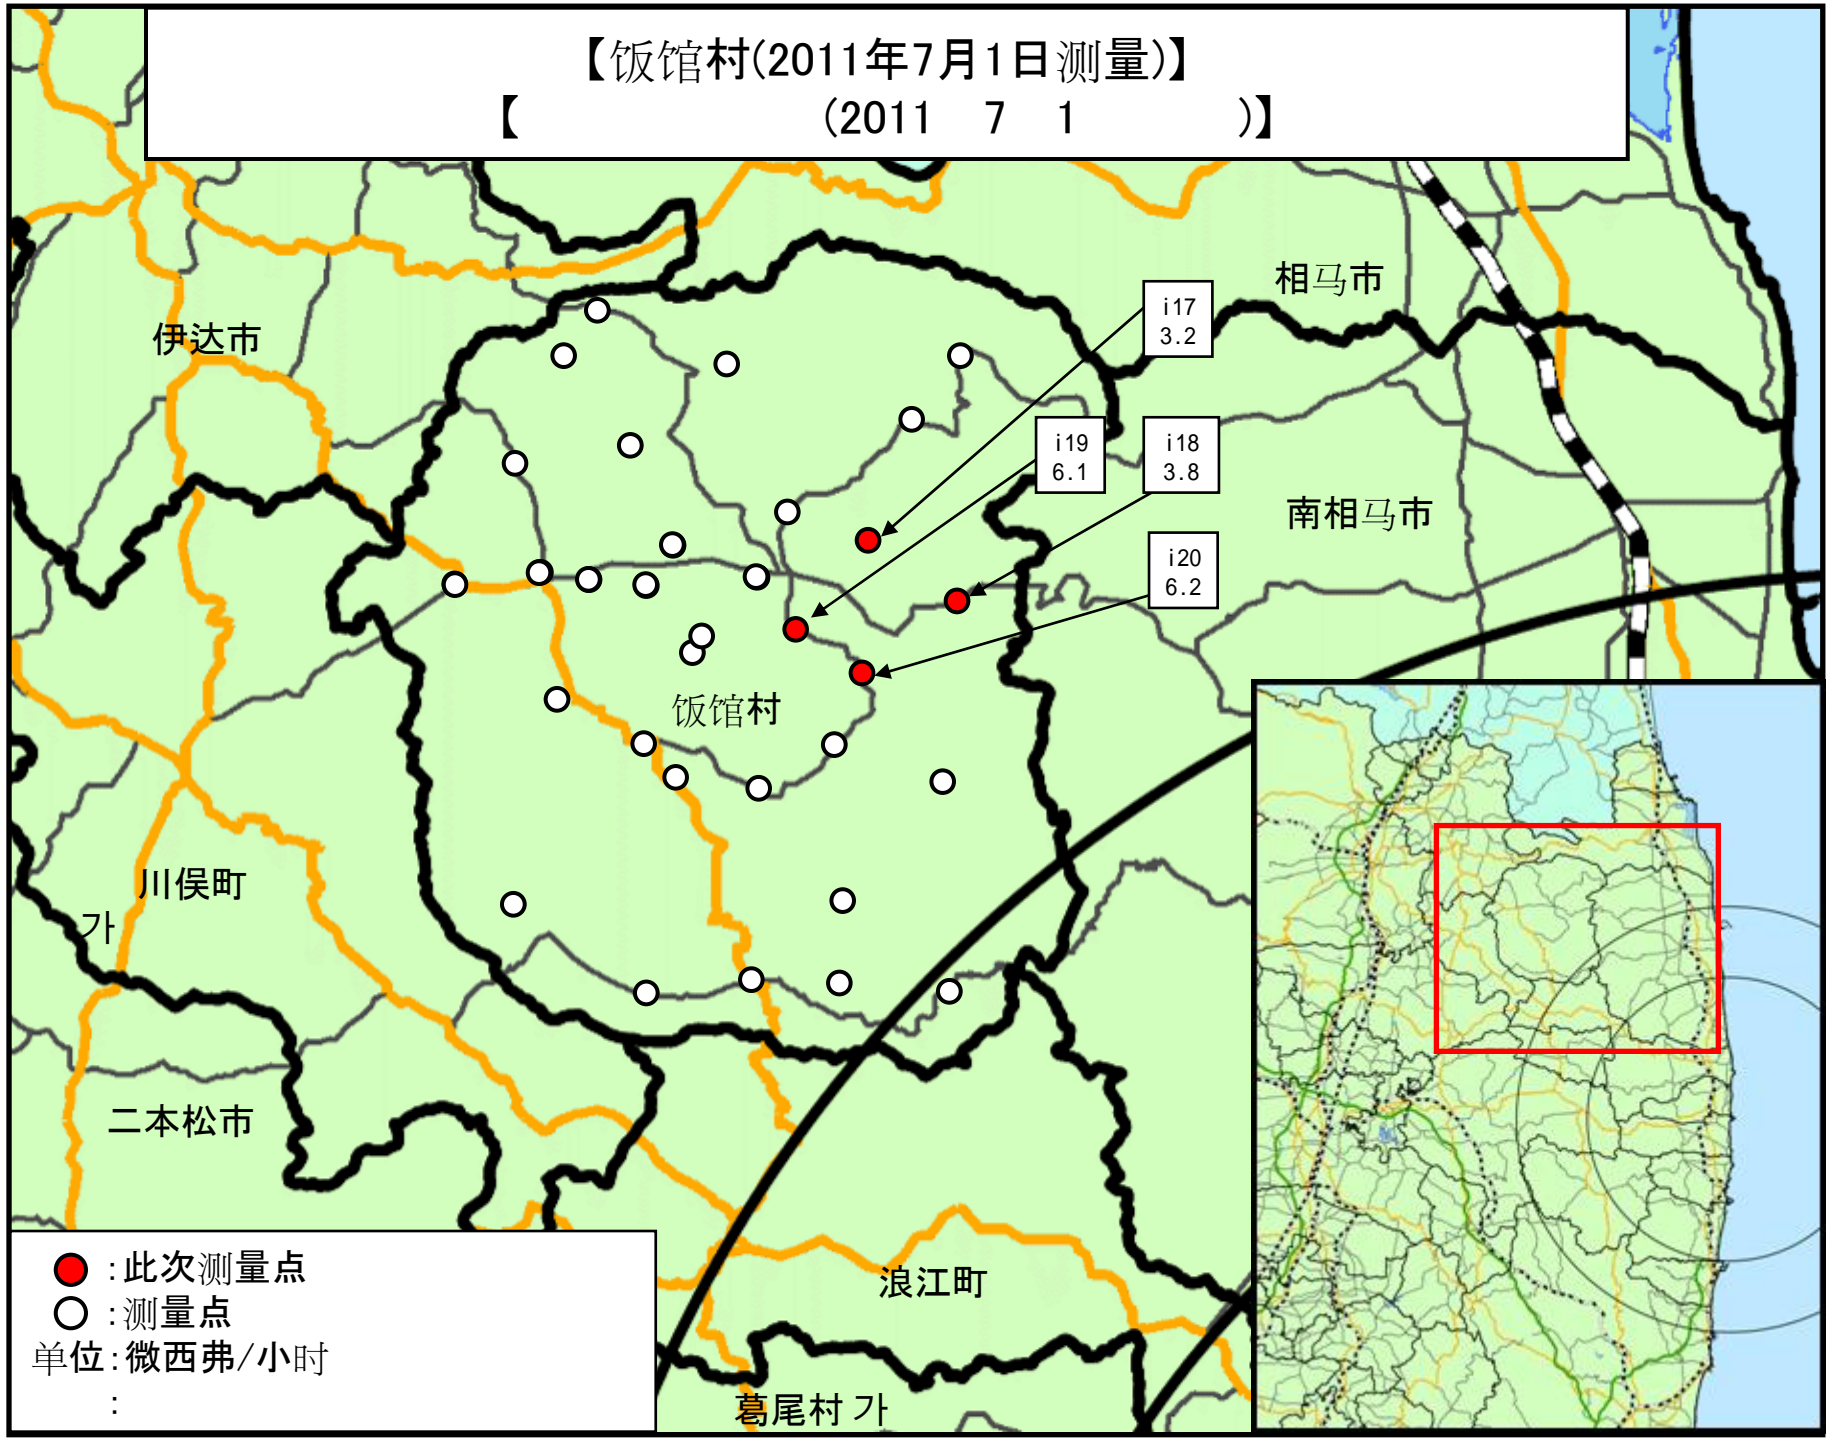 【饭馆村(2011年7月1日测量)】
【 (2011 7 1 )】
相马市
i17
3.2
伊达市
i19
6.1
i18
3.8
南相马市
i20
6.2
饭馆村
川俣町
가
二本松市
浪江町
葛尾村 가
:此次测量点
:测量点
单位:微西弗/小时
: